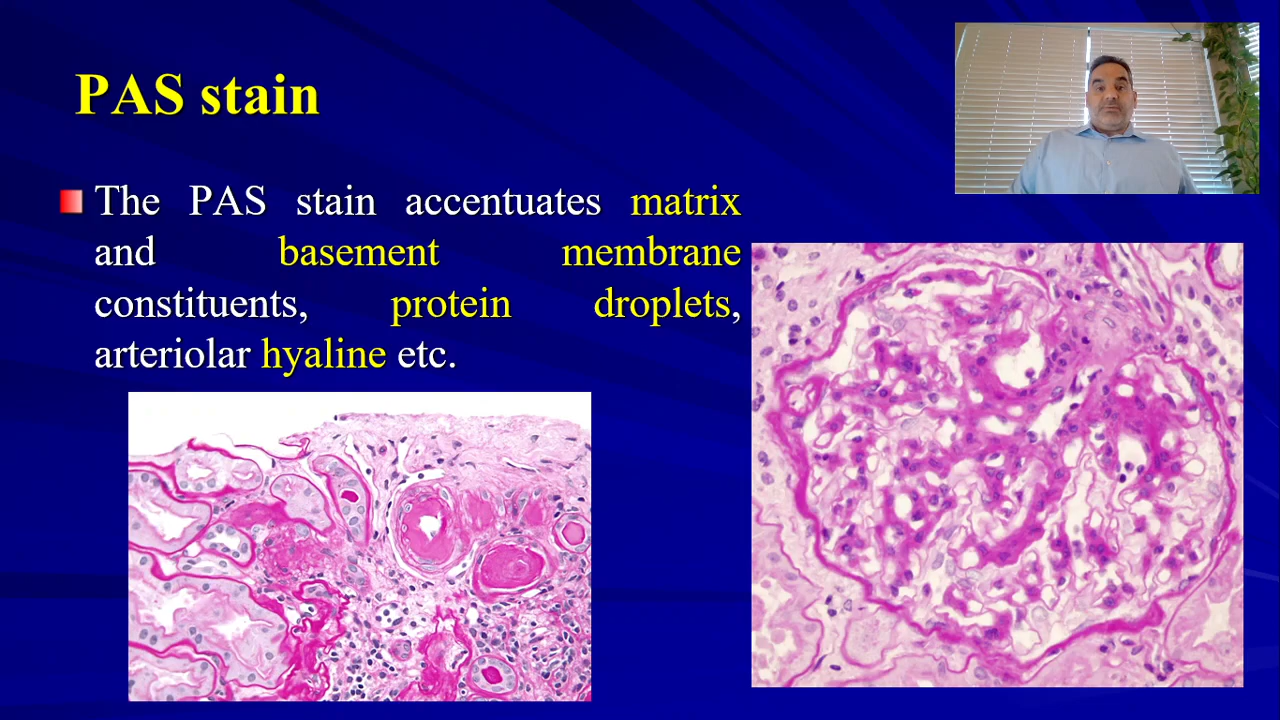 PAS stain
The PAS stain accentuates matrix
and basement membrane
constituents, protein droplets,
arteriolar hyaline etc.